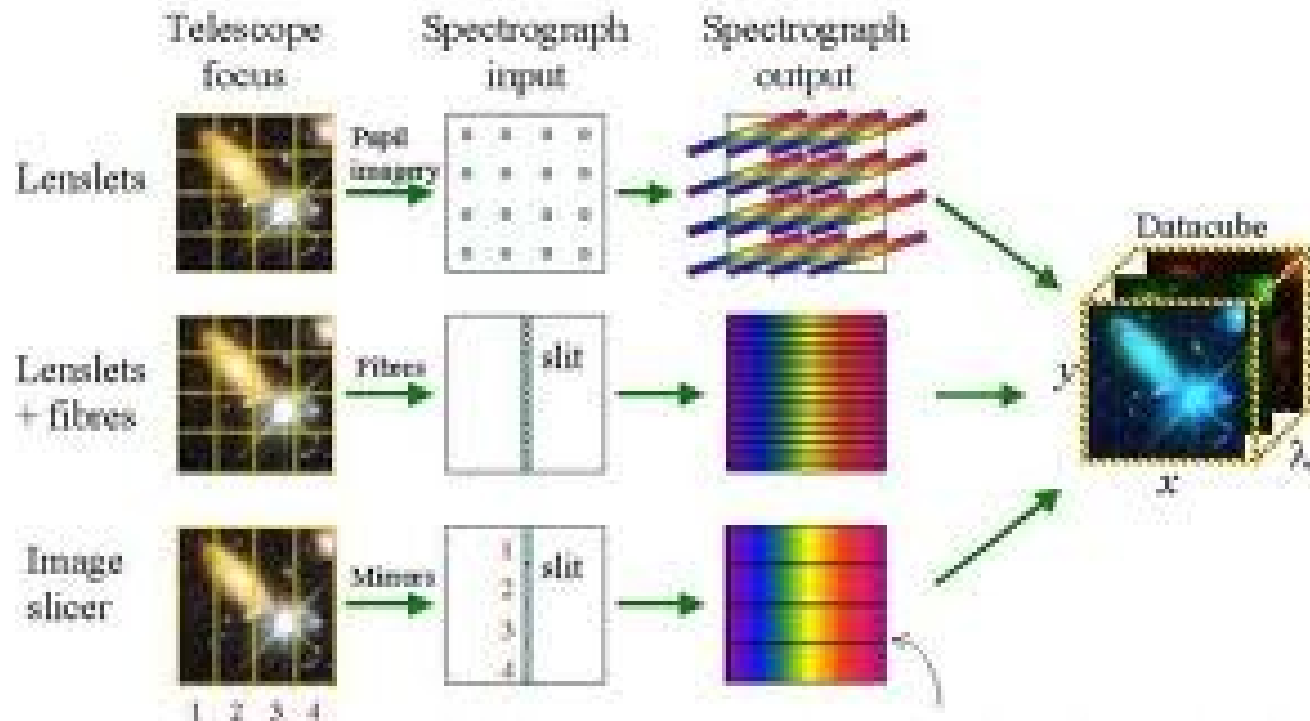 Telescope
focus
Spectrograph
input
Spectrograph
output
Lenslets
Pupil
imagery
Datacube
Lenslets
+ fibres
Fibres
slit
y
x
λ
Image
slicer
Mirrors
1
2
3
4
slit
1 2 3 4